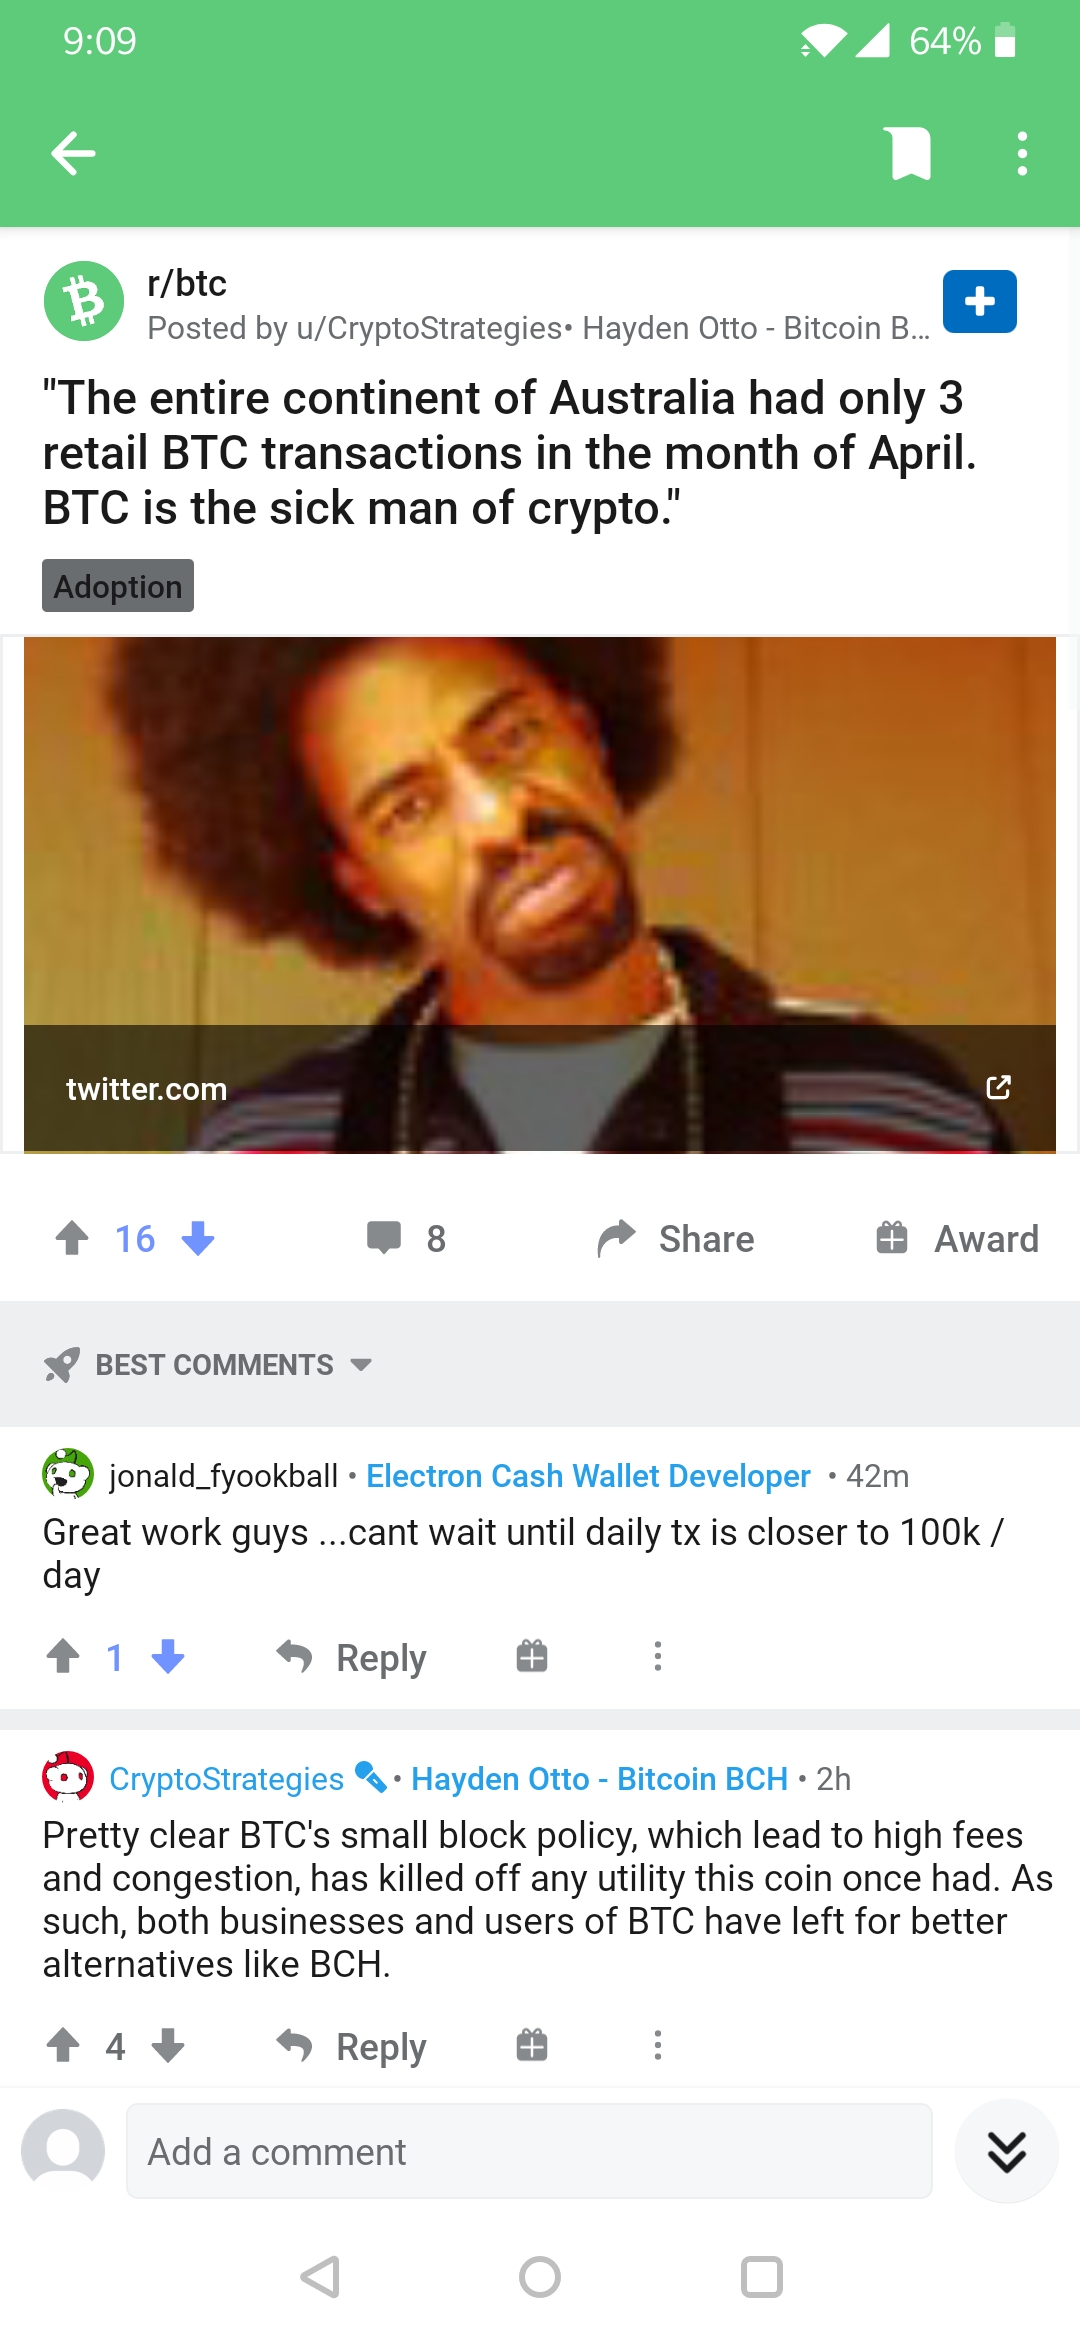 9:09
64%
r/btc
Posted by u/CryptoStrategies• Hayden Otto - Bitcoin B...
"The entire continent of Australia had only 3
retail BTC transactions in the month of April.
BTC is the sick man of crypto."
Adoption
twitter.com
16
8
Share
Award
BEST COMMENTS
jonald_fyookball • Electron Cash Wallet Developer • 42m
Great work guys ...cant wait until daily tx is closer to 100k /
day
1
Reply
CryptoStrategies • Hayden Otto - Bitcoin BCH • 2h
Pretty clear BTC's small block policy, which lead to high fees
and congestion, has killed off any utility this coin once had. As
such, both businesses and users of BTC have left for better
alternatives like BCH.
4
Reply
Add a comment